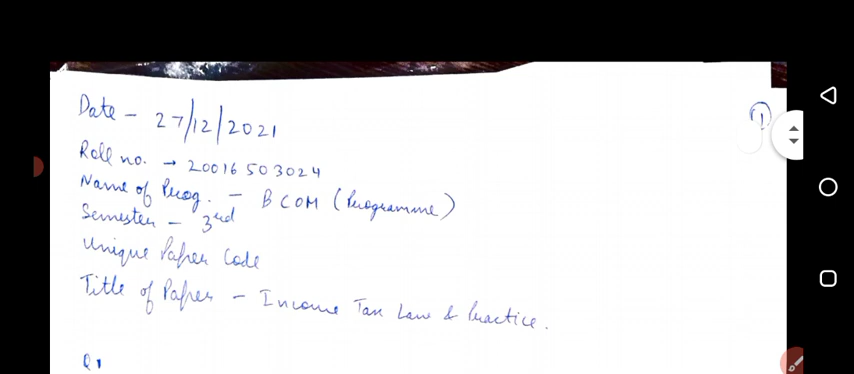 Date - 27/12/2021
①
Roll no. → 20016503024
Name of Prog. - BCOM (Programme)
Semester - 3rd
Unique Paper Code
Title of Paper - Income Tax Law & Practice.
Q1